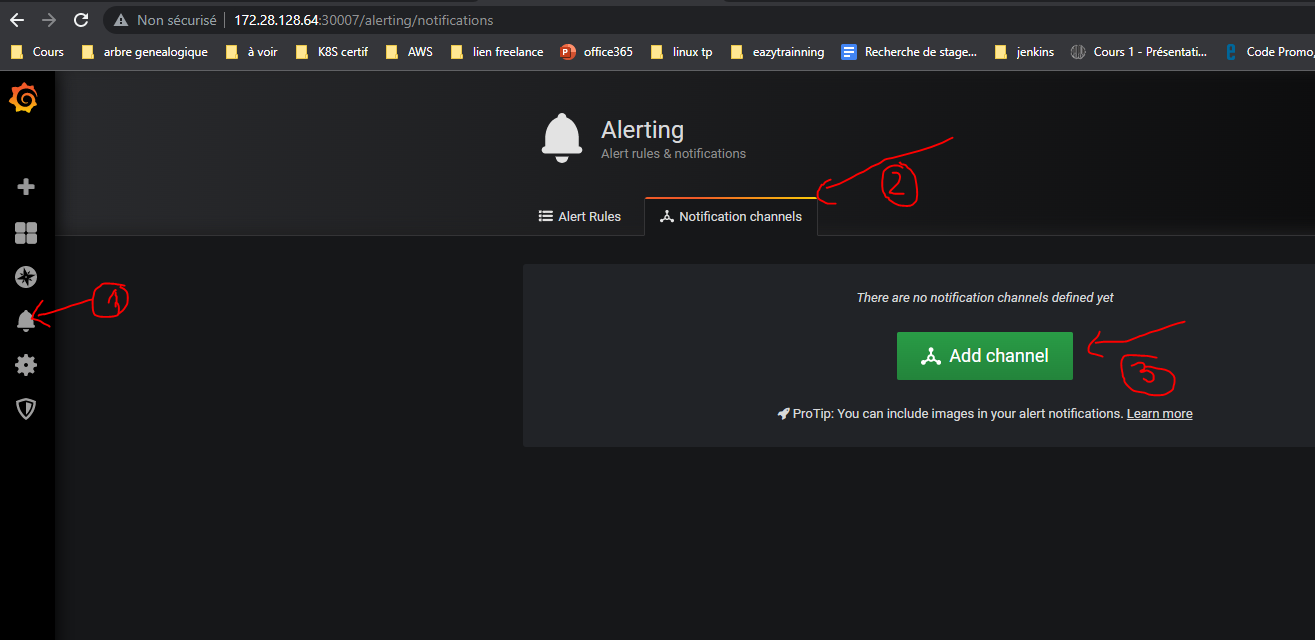 Non sécurisé 172.28.128.64:30007/alerting/notifications
Cours arbre genealogique à voir K8S certif AWS lien freelance office365 linux tp eazytrainning Recherche de stage... jenkins Cours 1 - Présentati... Code Promo,
Alerting
Alert rules & notifications
2
Alert Rules Notification channels
There are no notification channels defined yet
1
Add channel
3
ProTip: You can include images in your alert notifications. Learn more